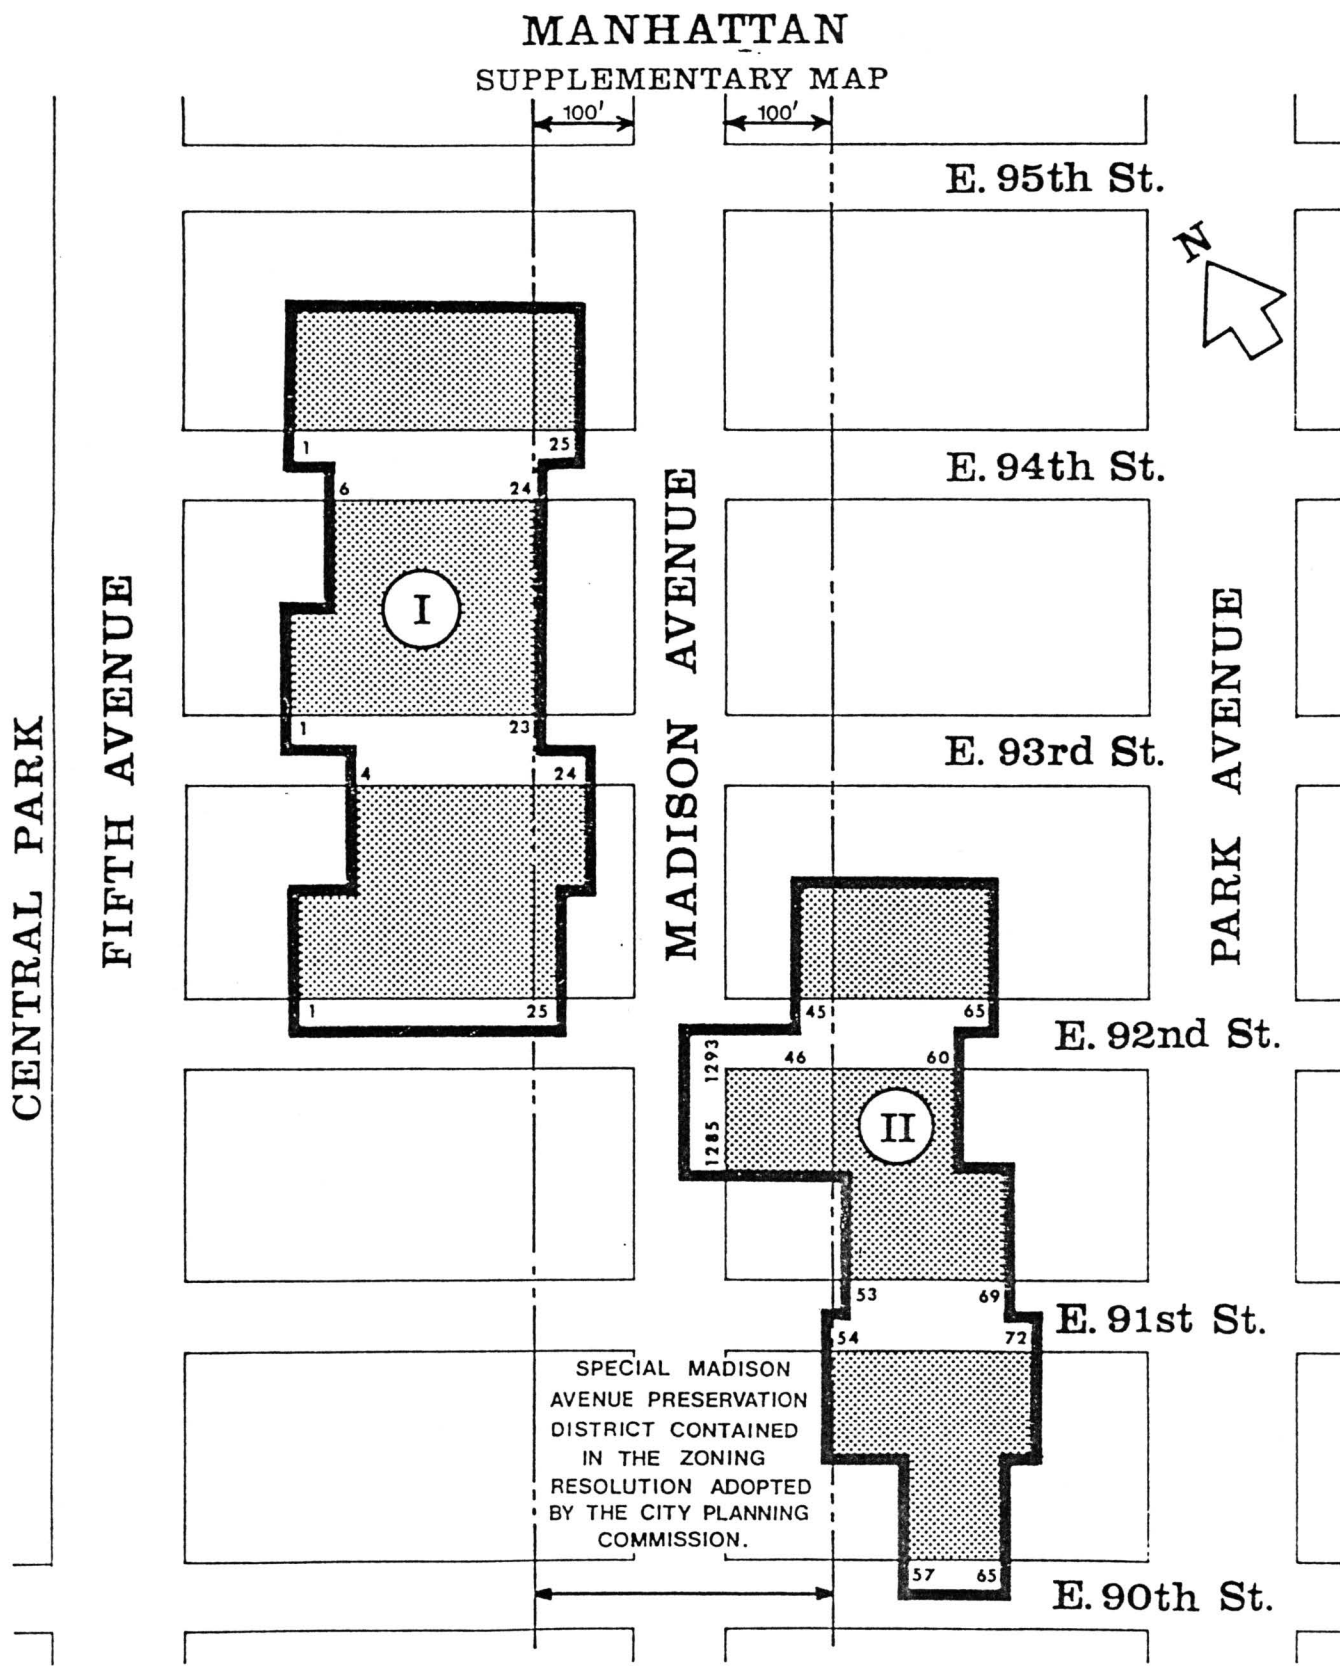 MANHATTAN
SUPPLEMENTARY MAP
100'
100'
E. 95th St.
N
1
25
E. 94th St.
6
24
I
FIFTH AVENUE
MADISON AVENUE
PARK AVENUE
CENTRAL PARK
1
23
E. 93rd St.
4
24
1
25
45
65
E. 92nd St.
1293
46
60
1285
II
53
69
E. 91st St.
54
72
SPECIAL MADISON
AVENUE PRESERVATION
DISTRICT CONTAINED
IN THE ZONING
RESOLUTION ADOPTED
BY THE CITY PLANNING
COMMISSION.
57
65
E. 90th St.